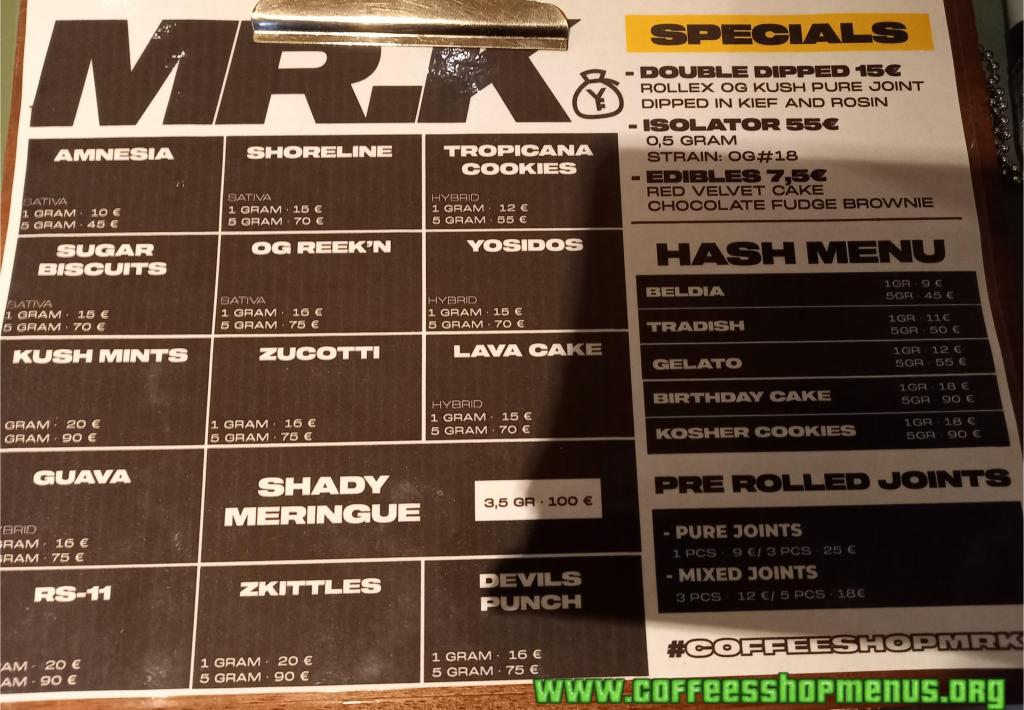 MR.K
AMNESIA
SATIVA
1 GRAM · 10 €
5 GRAM · 45 €
SHORELINE
SATIVA
1 GRAM · 15 €
5 GRAM · 70 €
TROPICANA
COOKIES
HYBRID
1 GRAM · 12 €
5 GRAM · 55 €
SUGAR
BISCUITS
SATIVA
1 GRAM · 15 €
5 GRAM · 70 €
OG REEK'N
SATIVA
1 GRAM · 16 €
5 GRAM · 75 €
YOSIDOS
HYBRID
1 GRAM · 15 €
5 GRAM · 70 €
KUSH MINTS
GRAM · 20 €
GRAM · 90 €
ZUCOTTI
1 GRAM · 16 €
5 GRAM · 75 €
LAVA CAKE
HYBRID
1 GRAM · 15 €
5 GRAM · 70 €
GUAVA
BRID
RAM · 16 €
RAM · 75 €
SHADY
MERINGUE
3,5 GR · 100 €
RS-11
AM · 20 €
AM · 90 €
ZKITTLES
1 GRAM · 20 €
5 GRAM · 90 €
DEVILS
PUNCH
1 GRAM · 16 €
5 GRAM · 75 €
SPECIALS
- DOUBLE DIPPED 15€
ROLLEX OG KUSH PURE JOINT
DIPPED IN KIEF AND ROSIN
- ISOLATOR 55€
0,5 GRAM
STRAIN: OG#18
- EDIBLES 7,5€
RED VELVET CAKE
CHOCOLATE FUDGE BROWNIE
HASH MENU
BELDIA
1GR · 9 €
5GR · 45 €
TRADISH
1GR · 11€
5GR · 50 €
GELATO
1GR · 12 €
5GR · 55 €
BIRTHDAY CAKE
1GR · 18 €
5GR · 90 €
KOSHER COOKIES
1GR · 18 €
5GR · 90 €
PRE ROLLED JOINTS
- PURE JOINTS
1 PCS · 9 €/ 3 PCS · 25 €
- MIXED JOINTS
3 PCS · 12 €/ 5 PCS · 18€
#COFFEESHOPMRK
www.coffeesshopmenus.org